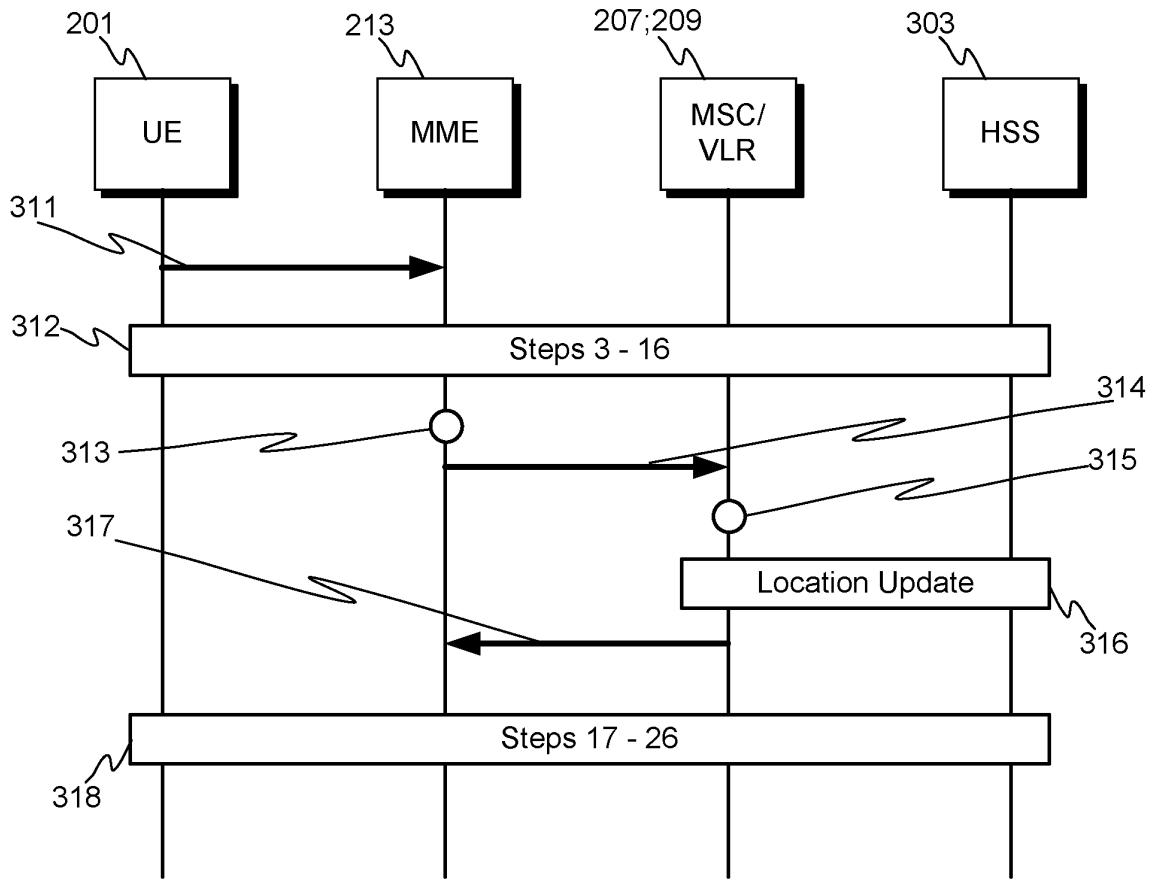 201
213
207;209
303
UE
MME
MSC/
VLR
HSS
311
312
Steps 3 - 16
314
313
315
317
Location Update
316
Steps 17 - 26
318